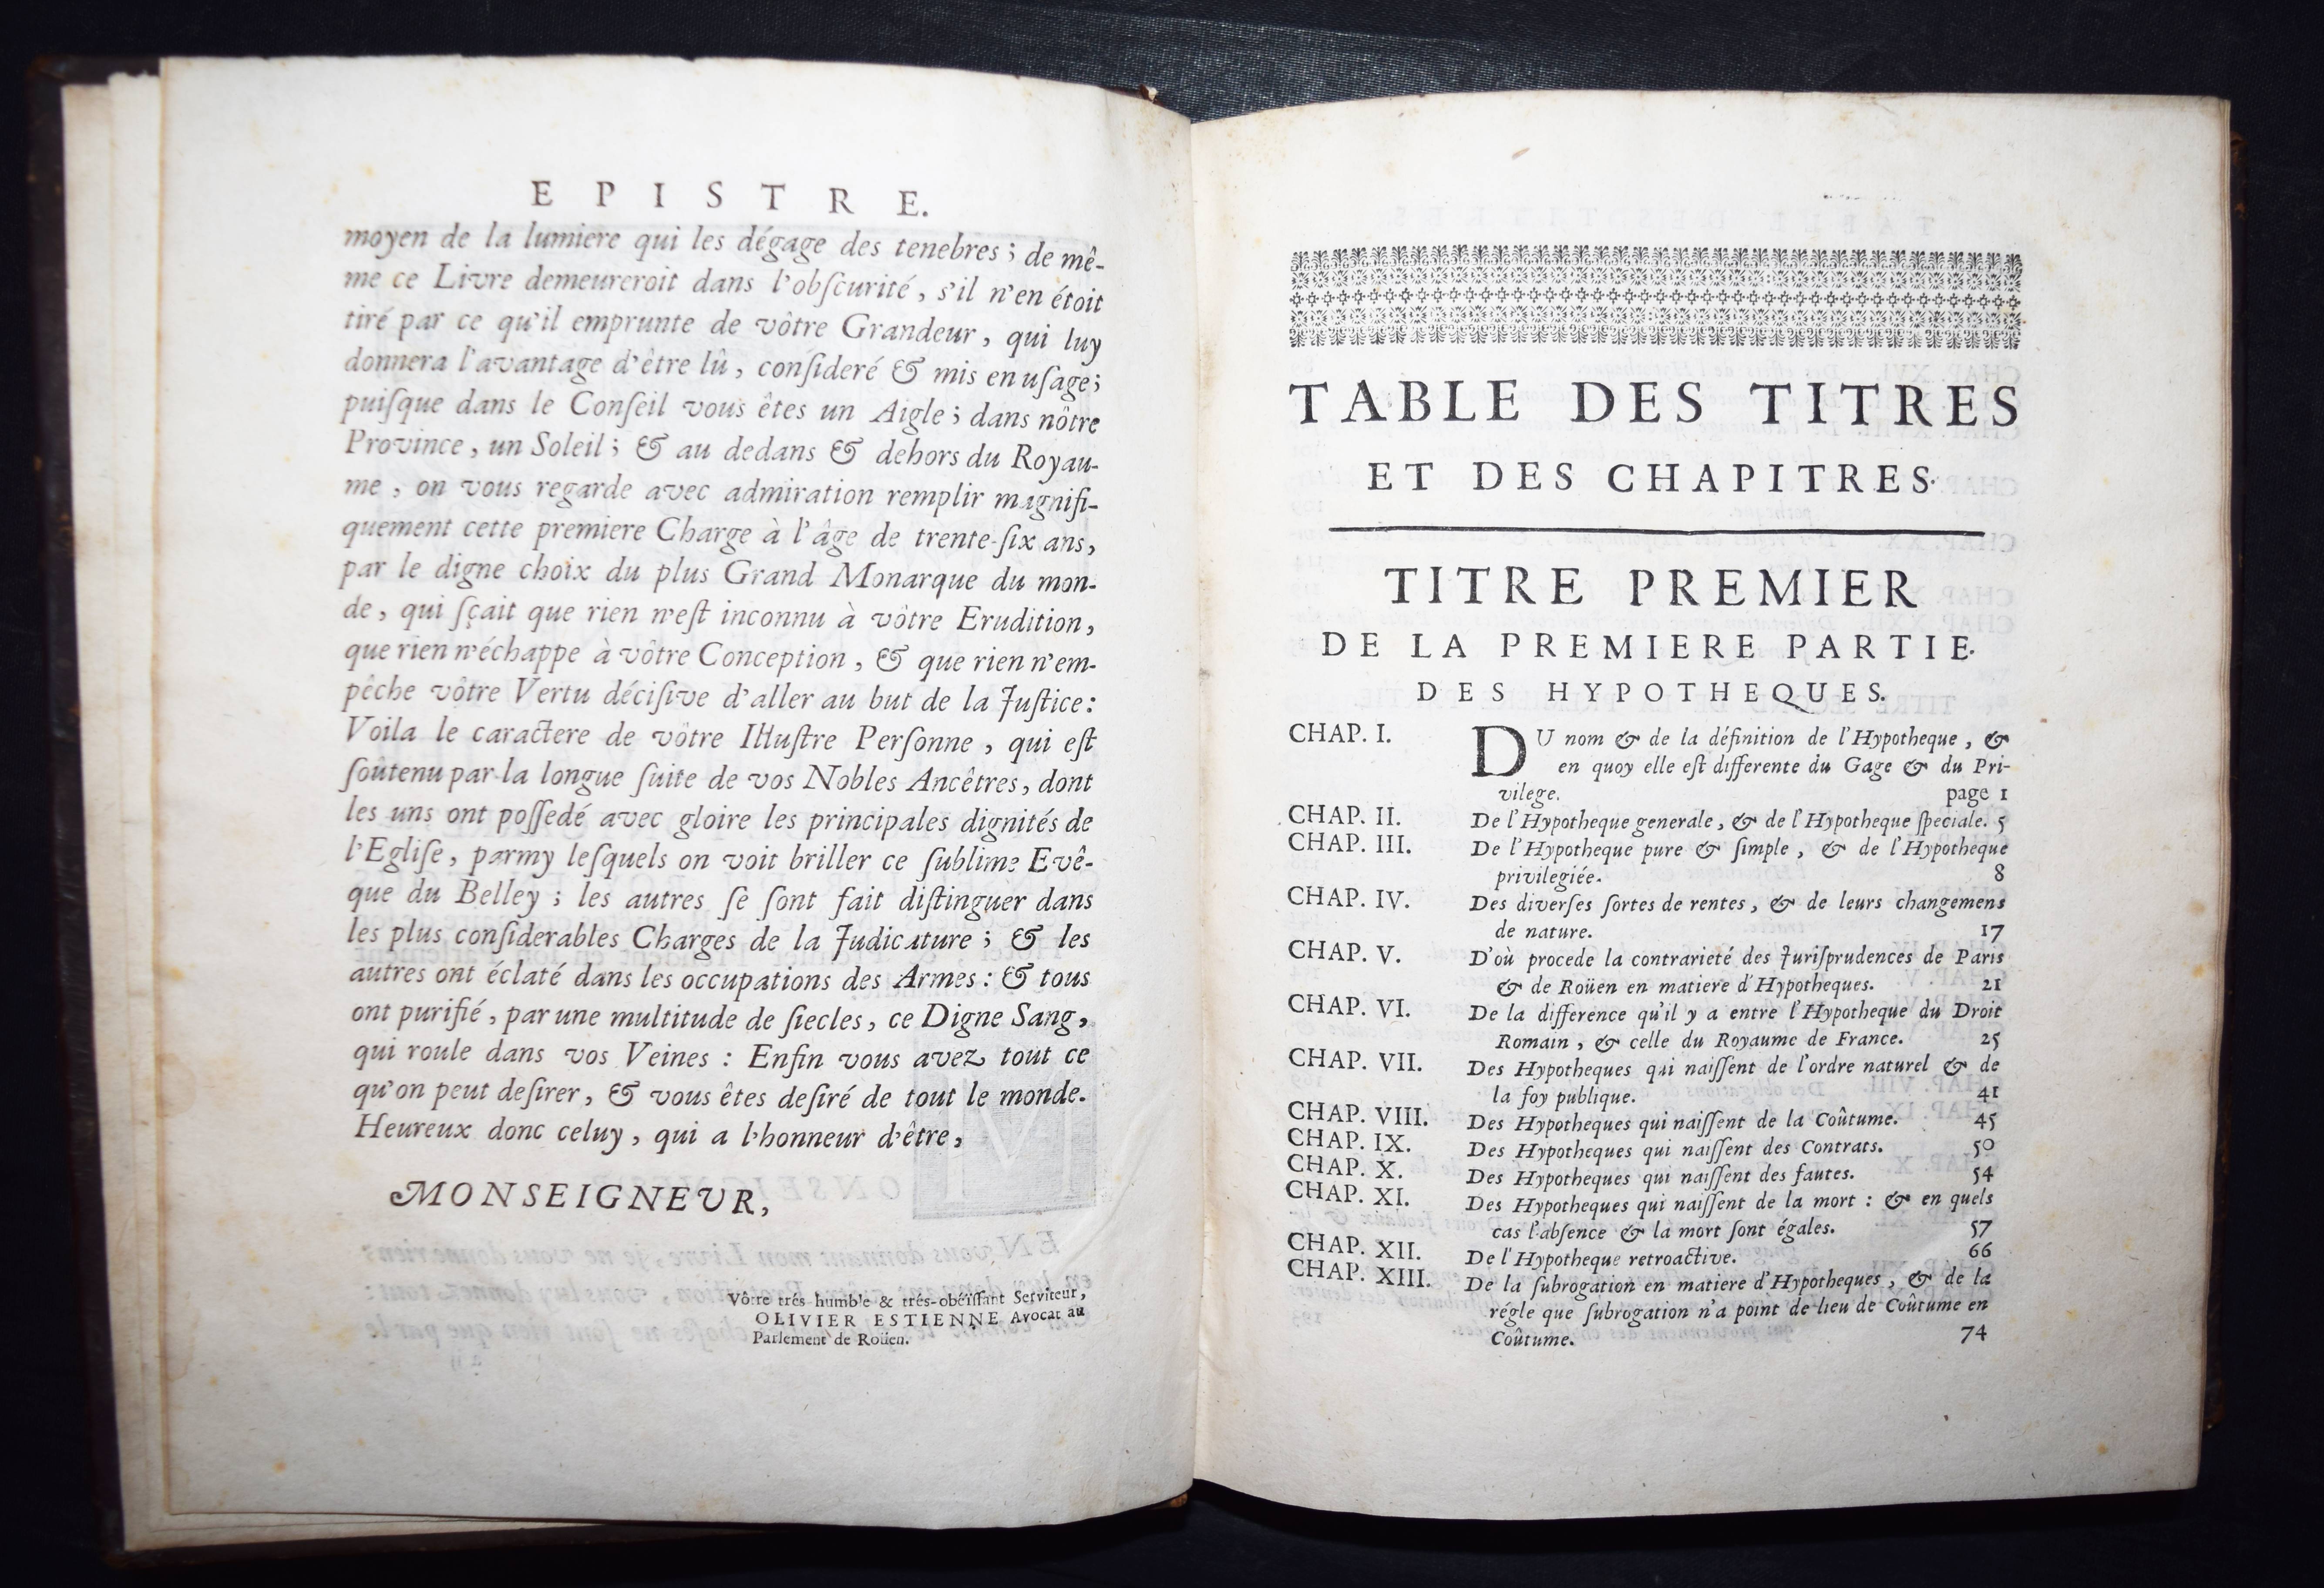 EPISTRE.
moyen de la lumiere qui les dégage des tenebres ; de mê-
me ce Livre demeureroit dans l'obſcurité , s'il n'en étoit
tiré par ce qu'il emprunte de vôtre Grandeur , qui luy
donnera l'avantage d'être lû , conſideré & mis en uſage ;
puiſque dans le Conſeil vous êtes un Aigle ; dans nôtre
Province , un Soleil ; & au dedans & dehors du Royau-
me , on vous regarde avec admiration remplir magnifi-
quement cette premiere Charge à l'âge de trente-ſix ans ,
par le digne choix du plus Grand Monarque du mon-
de , qui ſçait que rien n'eſt inconnu à vôtre Erudition ,
que rien n'échappe à vôtre Conception , & que rien n'em-
pêche vôtre Vertu déciſive d'aller au but de la Juſtice :
Voila le caractere de vôtre Illuſtre Perſonne , qui eſt
ſoûtenu par la longue ſuite de vos Nobles Ancêtres , dont
les uns ont poſſedé avec gloire les principales dignités de
l'Egliſe , parmy leſquels on voit briller ce ſublime Evê-
que du Belley ; les autres ſe ſont fait diſtinguer dans
les plus conſiderables Charges de la Judicature ; & les
autres ont éclaté dans les occupations des Armes : & tous
ont purifié , par une multitude de ſiecles , ce Digne Sang ,
qui roule dans vos Veines : Enfin vous avez tout ce
qu'on peut deſirer , & vous êtes deſiré de tout le monde.
Heureux donc celuy , qui a l'honneur d'être ,
MONSEIGNEUR,
Vôtre trés humble & trés-obéïſſant Serviteur ,
OLIVIER ESTIENNE Avocat au
Parlement de Roüen.
TABLE DES TITRES
ET DES CHAPITRES.
TITRE PREMIER
DE LA PREMIERE PARTIE.
DES HYPOTHEQUES.
CHAP. I. DU nom & de la définition de l'Hypotheque , &
en quoy elle eſt differente du Gage & du Pri-
vilege. page 1
CHAP. II. De l'Hypotheque generale , & de l'Hypotheque ſpeciale. 5
CHAP. III. De l'Hypotheque pure & ſimple , & de l'Hypotheque
privilegiée. 8
CHAP. IV. Des diverſes ſortes de rentes , & de leurs changemens
de nature. 17
CHAP. V. D'où procede la contrarieté des Juriſprudences de Paris
& de Roüen en matiere d'Hypotheques. 21
CHAP. VI. De la difference qu'il y a entre l'Hypotheque du Droit
Romain , & celle du Royaume de France. 25
CHAP. VII. Des Hypotheques qui naiſſent de l'ordre naturel & de
la foy publique. 41
CHAP. VIII. Des Hypotheques qui naiſſent de la Coûtume. 45
CHAP. IX. Des Hypotheques qui naiſſent des Contrats. 50
CHAP. X. Des Hypotheques qui naiſſent des fautes. 54
CHAP. XI. Des Hypotheques qui naiſſent de la mort : & en quels
cas l'abſence & la mort ſont égales. 57
CHAP. XII. De l'Hypotheque retroactive. 66
CHAP. XIII. De la ſubrogation en matiere d'Hypotheques , & de la
régle que ſubrogation n'a point de lieu de Coûtume en
Coûtume. 74